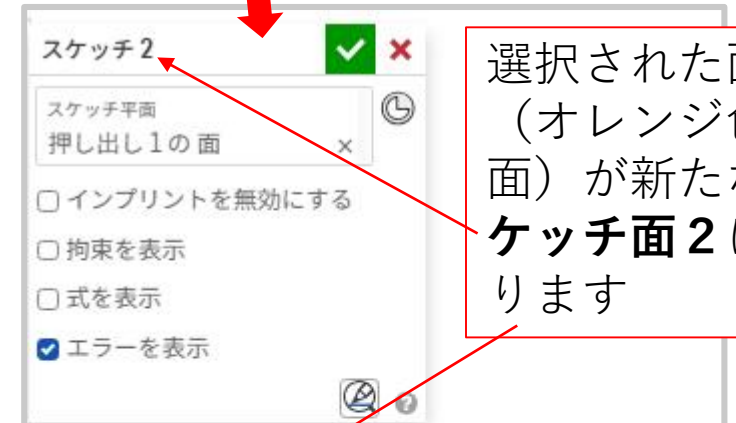 スケッチ 2
スケッチ平面
押し出し 1 の 面
インプリントを無効にする
拘束を表示
式を表示
エラーを表示
選択された
（オレンジ
面）が新た
ケッチ面２
ります